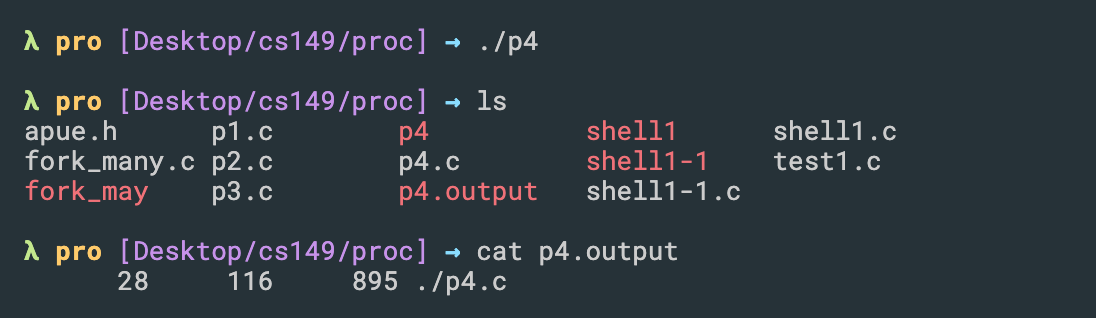 λ pro [Desktop/cs149/proc] → ./p4
λ pro [Desktop/cs149/proc] → ls
apue.h p1.c p4 shell1 shell1.c
fork_many.c p2.c p4.c shell1-1 test1.c
fork_may p3.c p4.output shell1-1.c
λ pro [Desktop/cs149/proc] → cat p4.output
28 116 895 ./p4.c